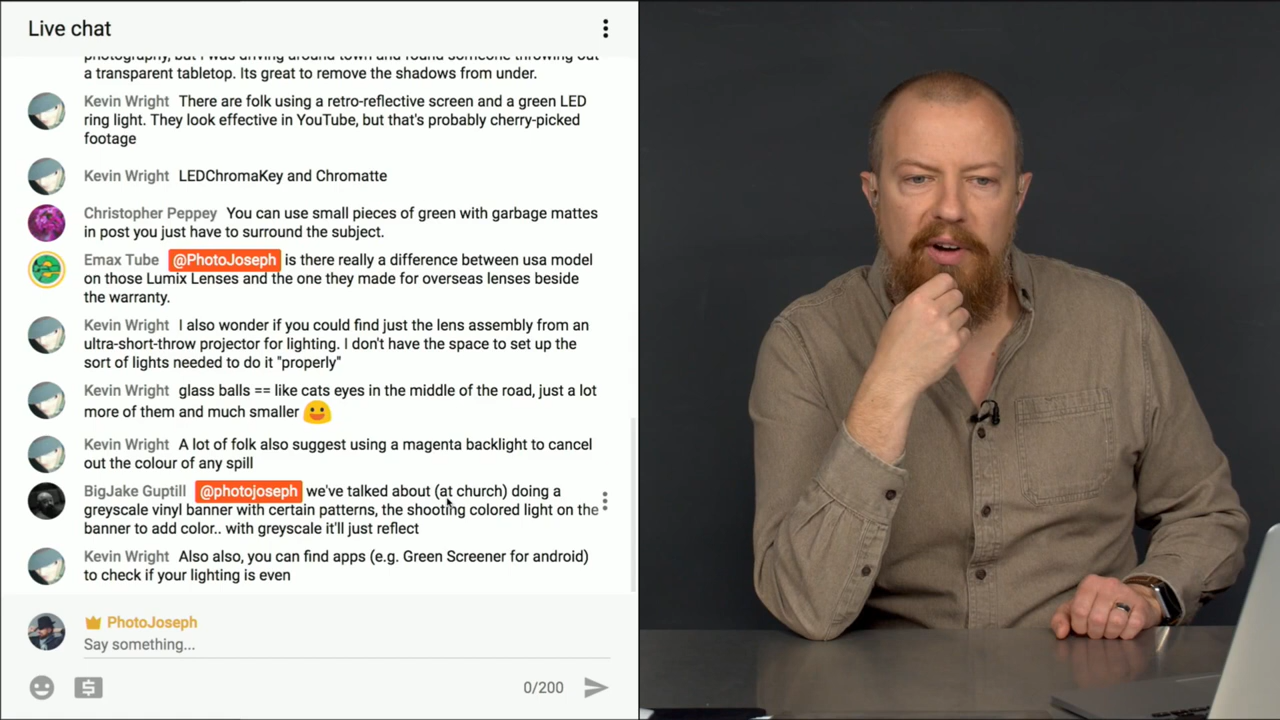 Live chat
photography, but I was driving around town and found someone throwing out
a transparent tabletop. Its great to remove the shadows from under.
Kevin Wright There are folk using a retro-reflective screen and a green LED
ring light. They look effective in YouTube, but that's probably cherry-picked
footage
Kevin Wright LEDChromaKey and Chromatte
Christopher Peppey You can use small pieces of green with garbage mattes
in post you just have to surround the subject.
Emax Tube @PhotoJoseph is there really a difference between usa model
on those Lumix Lenses and the one they made for overseas lenses beside
the warranty.
Kevin Wright I also wonder if you could find just the lens assembly from an
ultra-short-throw projector for lighting. I don't have the space to set up the
sort of lights needed to do it "properly"
Kevin Wright glass balls == like cats eyes in the middle of the road, just a lot
more of them and much smaller
Kevin Wright A lot of folk also suggest using a magenta backlight to cancel
out the colour of any spill
BigJake Guptill @photojoseph we've talked about (at church) doing a
greyscale vinyl banner with certain patterns, the shooting colored light on the
banner to add color.. with greyscale it'll just reflect
Kevin Wright Also also, you can find apps (e.g. Green Screener for android)
to check if your lighting is even
PhotoJoseph
Say something...
0/200